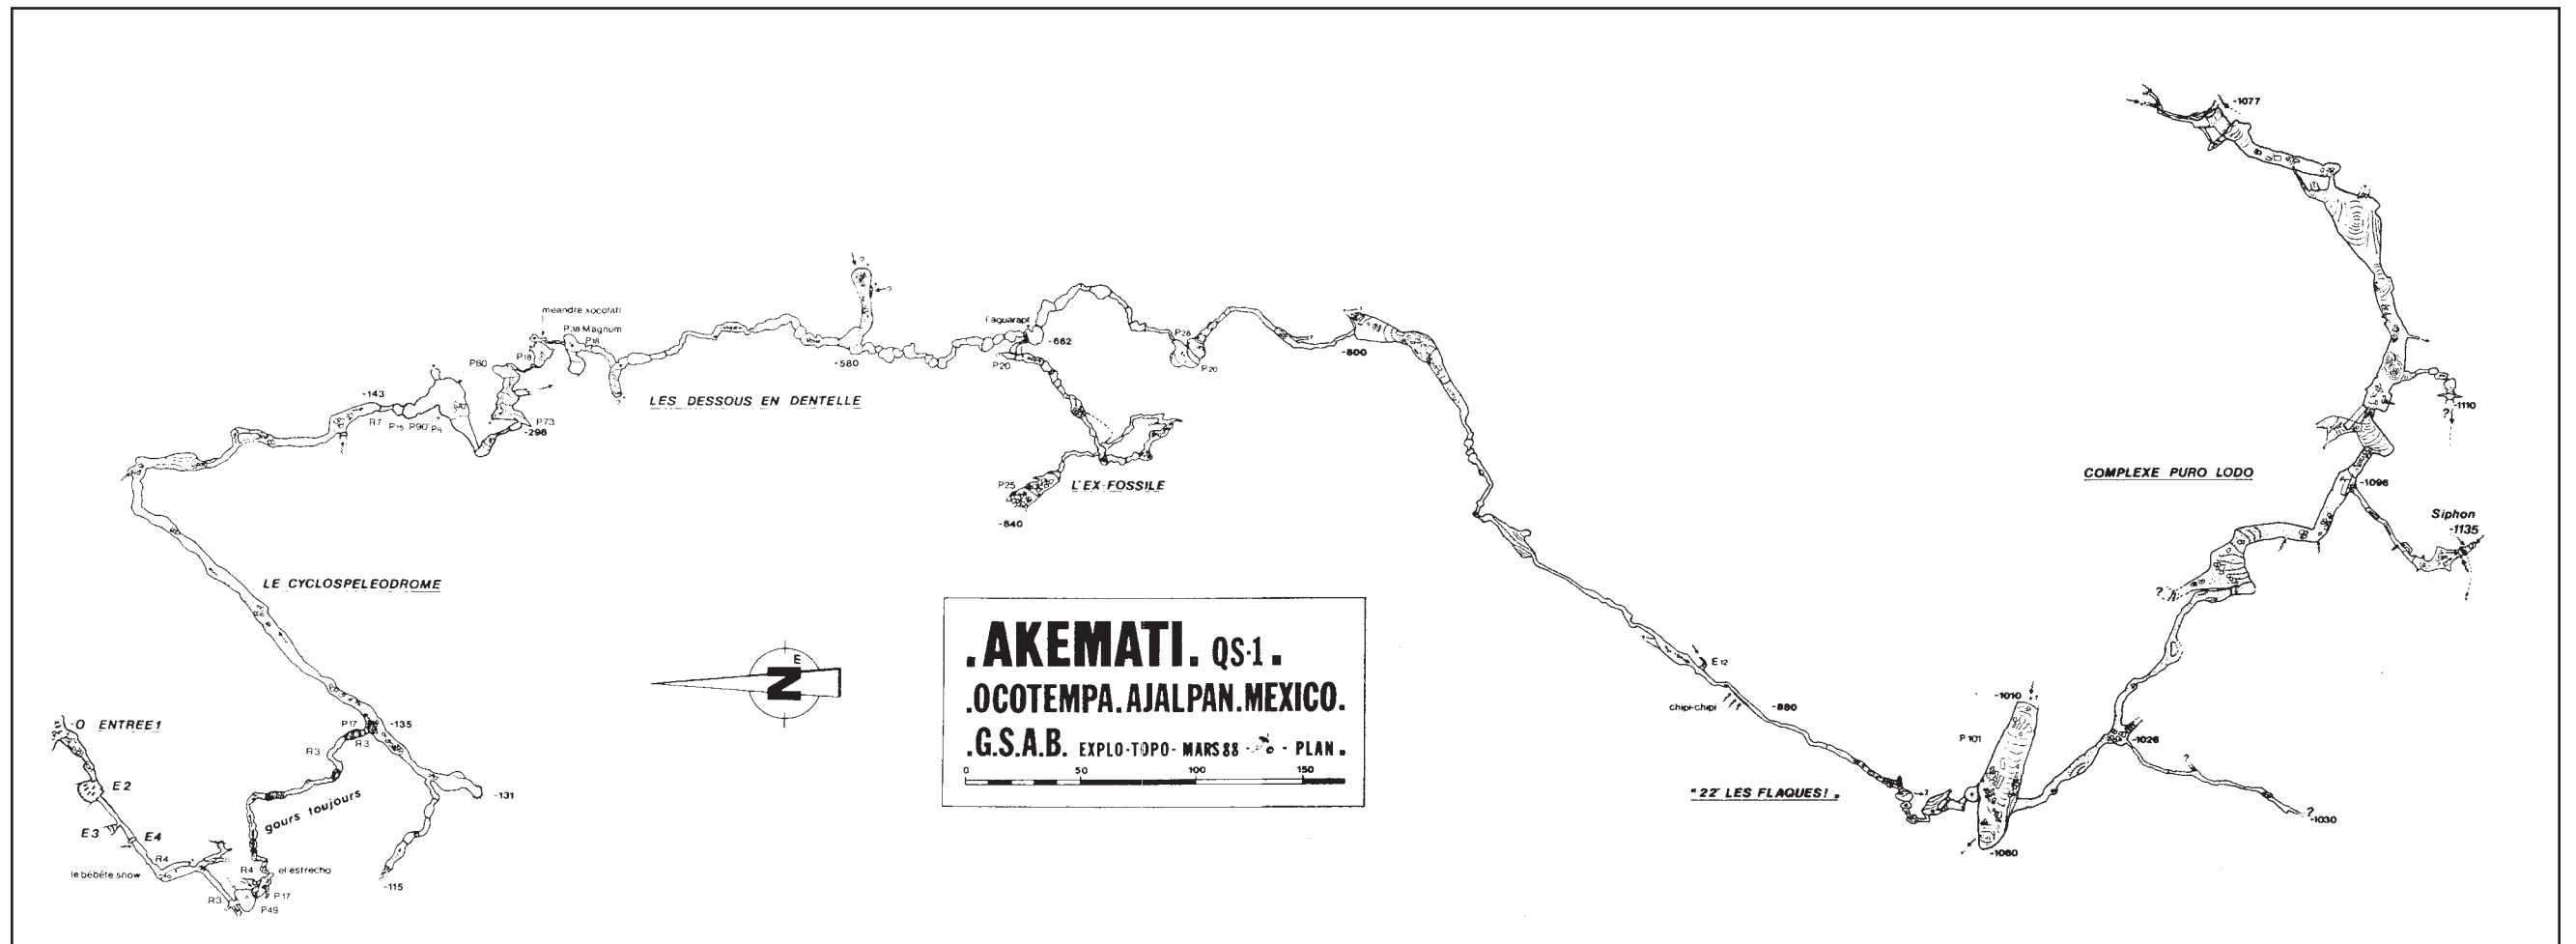 -1077
meandre xocotatl
P38 Magnum
P18
P18
P80
-143
R7
P15
P90
P4
P73
-296
?
?
?
-580
LES DESSOUS EN DENTELLE
l'aguarapt
-662
P20
P28
P20
-800
P25
L'EX-FOSSILE
-840
?
-1110
COMPLEXE PURO LODO
-1096
Siphon
-1135
?
LE CYCLOSPELEODROME
-0 ENTREE1
E2
E3
E4
R4
le bébéte snow
R3
P49
P17
R4
el estrecho
gours toujours
R3
R3
P17
-135
-131
-115
E
N
.AKEMATI. QS-1.
.OCOTEMPA.AJALPAN.MEXICO.
.G.S.A.B. EXPLO-TOPO- MARS 88 - - PLAN.
0 50 100 150
E12
chipi-chipi
-880
"22" LES FLAQUES!"
-1010
P101
-1060
-1026
?
?
-1030